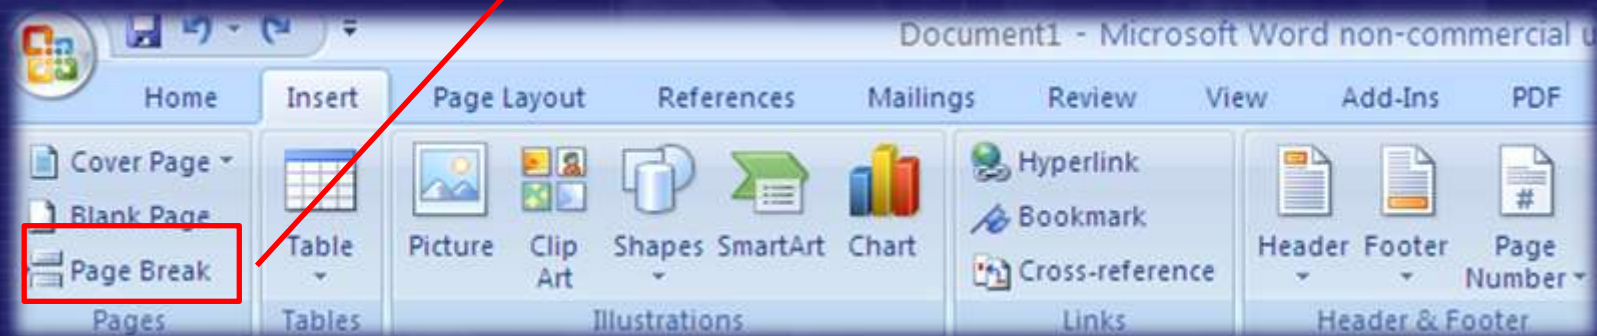 Document1 - Microsoft Word non-commercial u
Home Insert Page Layout References Mailings Review View Add-Ins PDF
Cover Page
Blank Page
Page Break
Pages
Table
Tables
Picture
Clip
Art
Shapes
SmartArt
Chart
Illustrations
Hyperlink
Bookmark
Cross-reference
Links
Header
Footer
#
Page
Number
Header & Footer